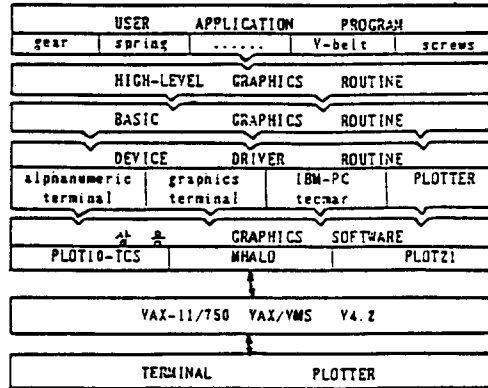 USER APPLICATION PROGRAM
gear spring ...... V-belt screws
HIGH-LEVEL GRAPHICS ROUTINE
BASIC GRAPHICS ROUTINE
DEVICE DRIVER ROUTINE
alphanumeric terminal graphics terminal IBM-PC tecmar PLOTTER
상 용 GRAPHICS SOFTWARE
PLOT10-TCS MHALO PLOT21
VAX-11/750 VAX/VMS V4.2
TERMINAL PLOTTER